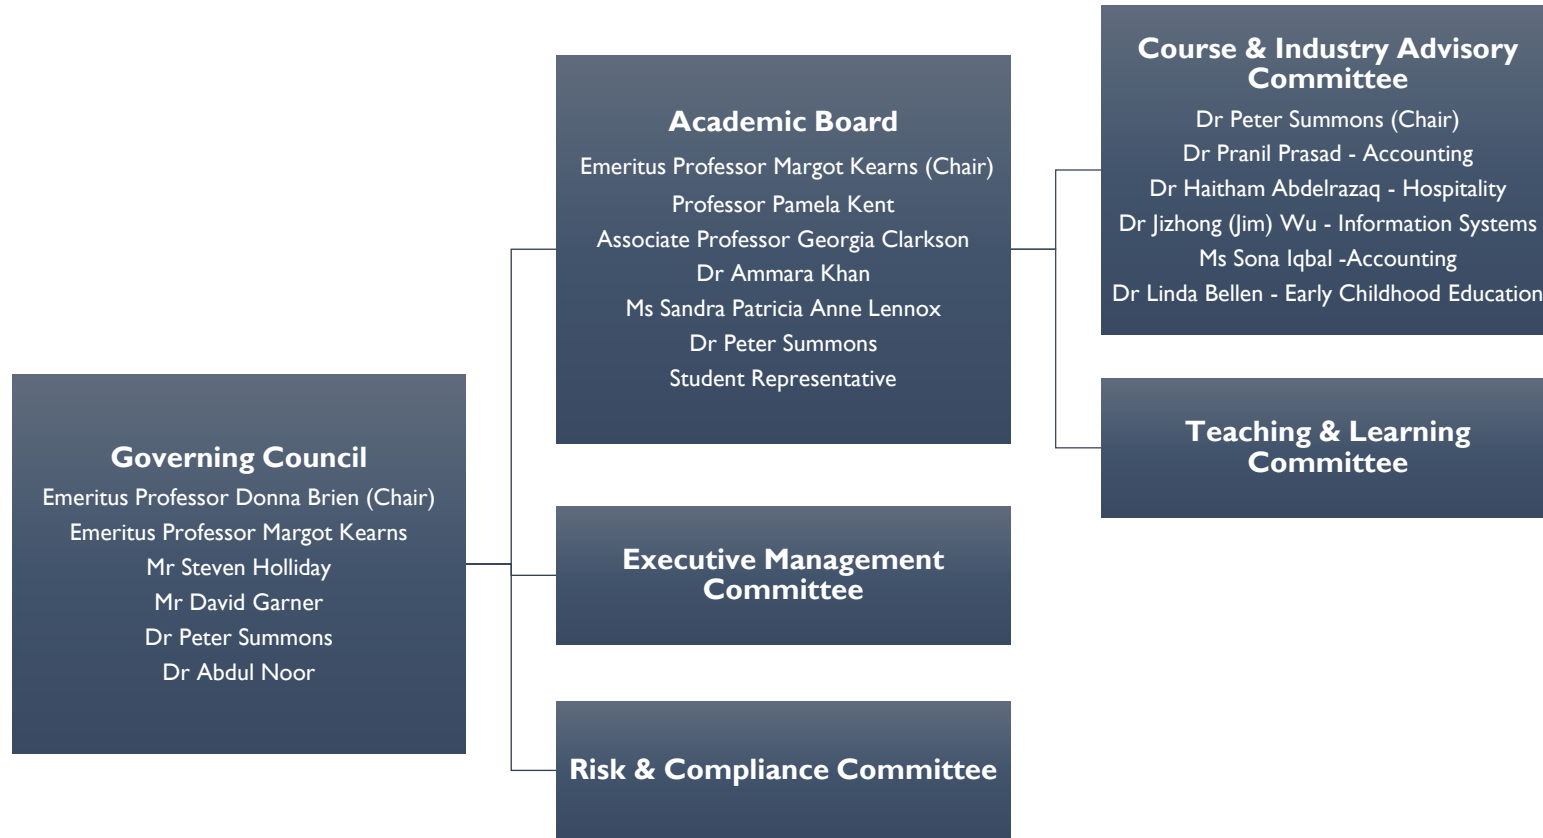 Governing Council
Emeritus Professor Donna Brien (Chair)
Emeritus Professor Margot Kearns
Mr Steven Holliday
Mr David Garner
Dr Peter Summons
Dr Abdul Noor
Academic Board
Emeritus Professor Margot Kearns (Chair)
Professor Pamela Kent
Associate Professor Georgia Clarkson
Dr Ammara Khan
Ms Sandra Patricia Anne Lennox
Dr Peter Summons
Student Representative
Executive Management
Committee
Risk & Compliance Committee
Course & Industry Advisory
Committee
Dr Peter Summons (Chair)
Dr Pranil Prasad - Accounting
Dr Haitham Abdelrazaq - Hospitality
Dr Jizhong (Jim) Wu - Information Systems
Ms Sona Iqbal -Accounting
Dr Linda Bellen - Early Childhood Education
Teaching & Learning
Committee